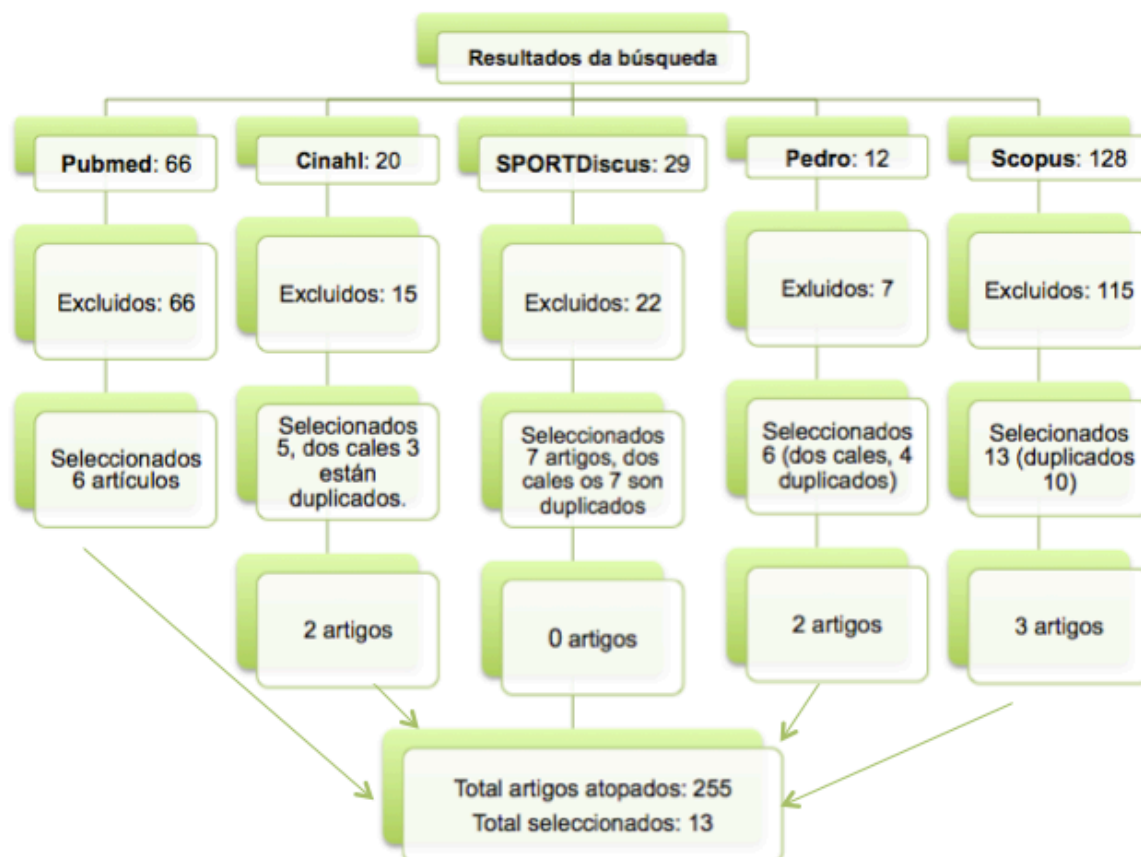 Resultados da búsqueda
Pubmed: 66
Cinahl: 20
SPORTDiscus: 29
Pedro: 12
Scopus: 128
Excluidos: 66
Excluidos: 15
Excluidos: 22
Exluidos: 7
Excluidos: 115
Seleccionados
6 artículos
Selecionados
5, dos cales 3
están
duplicados.
Seleccionados
7 artigos, dos
cales os 7 son
duplicados
Seleccionados
6 (dos cales, 4
duplicados)
Selecionados
13 (duplicados
10)
2 artigos
0 artigos
2 artigos
3 artigos
Total artigos atopados: 255
Total seleccionados: 13